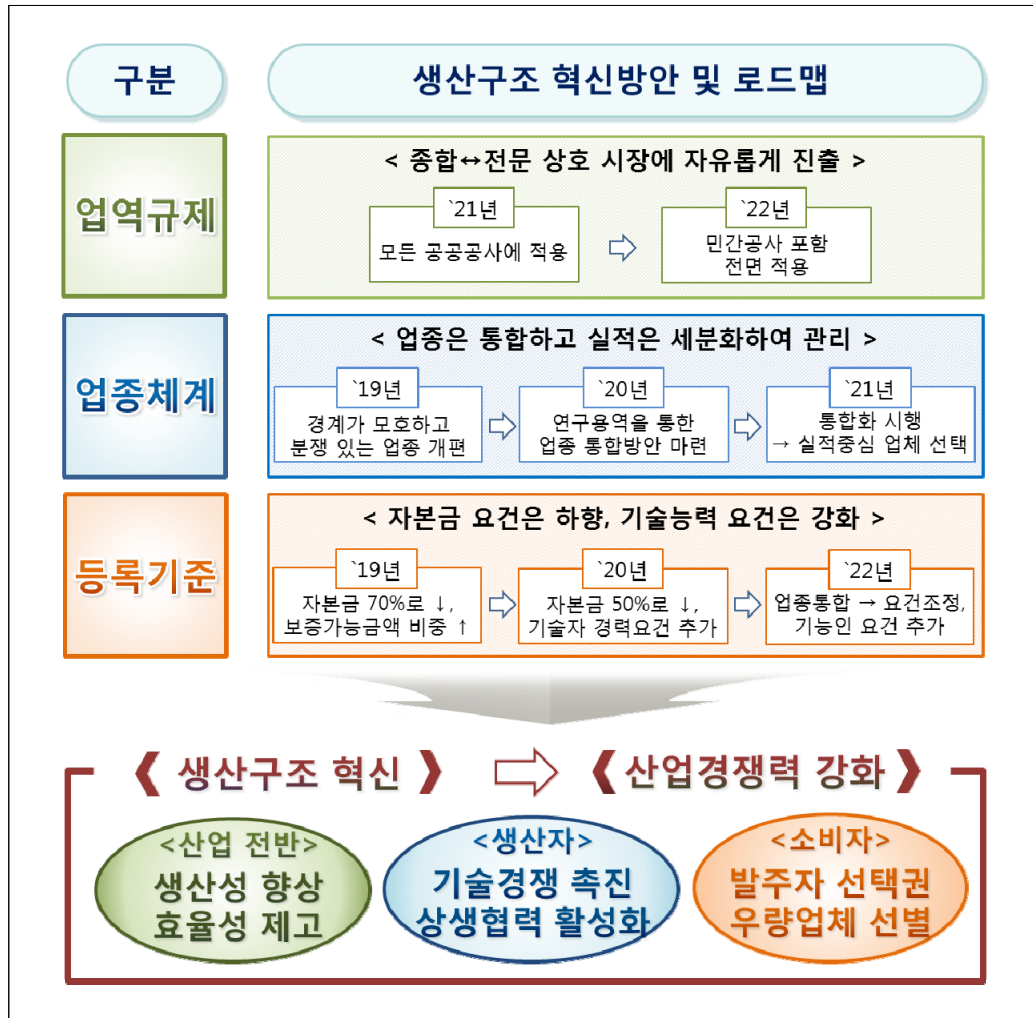 구분
생산구조 혁신방안 및 로드맵
업역규제
< 종합↔전문 상호 시장에 자유롭게 진출 >
`21년
모든 공공공사에 적용
`22년
민간공사 포함
전면 적용
업종체계
< 업종은 통합하고 실적은 세분화하여 관리 >
`19년
경계가 모호하고
분쟁 있는 업종 개편
`20년
연구용역을 통한
업종 통합방안 마련
`21년
통합화 시행
→ 실적중심 업체 선택
등록기준
< 자본금 요건은 하향, 기술능력 요건은 강화 >
`19년
자본금 70%로 ↓,
보증가능금액 비중 ↑
`20년
자본금 50%로 ↓,
기술자 경력요건 추가
`22년
업종통합 → 요건조정,
기능인 요건 추가
❰ 생산구조 혁신 ❱
❰ 산업경쟁력 강화 ❱
<산업 전반>
생산성 향상
효율성 제고
<생산자>
기술경쟁 촉진
상생협력 활성화
<소비자>
발주자 선택권
우량업체 선별